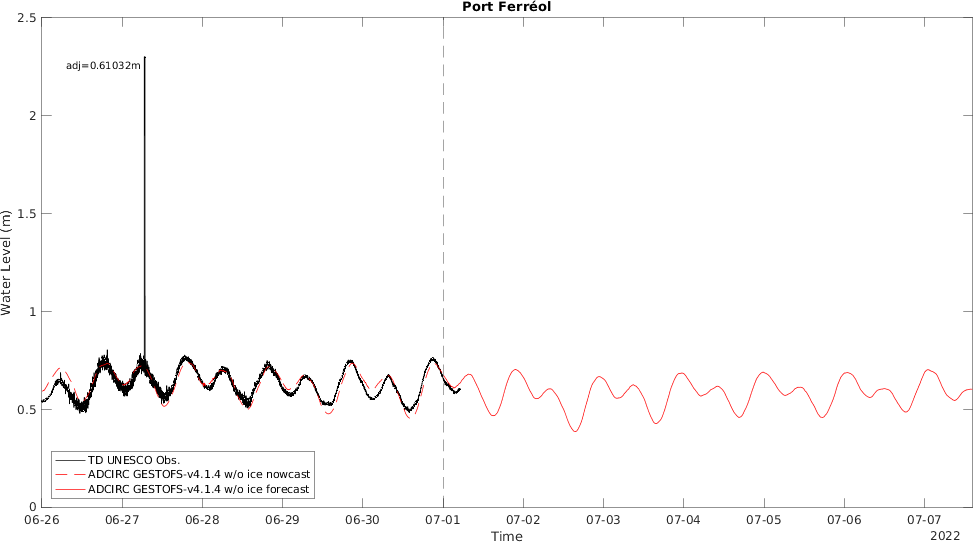 Port Ferréol
2.5
adj=0.61032m
2
1.5
Water Level (m)
1
0.5
TD UNESCO Obs.
ADCIRC GESTOFS-v4.1.4 w/o ice nowcast
ADCIRC GESTOFS-v4.1.4 w/o ice forecast
0
06-26 06-27 06-28 06-29 06-30 07-01 07-02 07-03 07-04 07-05 07-06 07-07
Time
2022